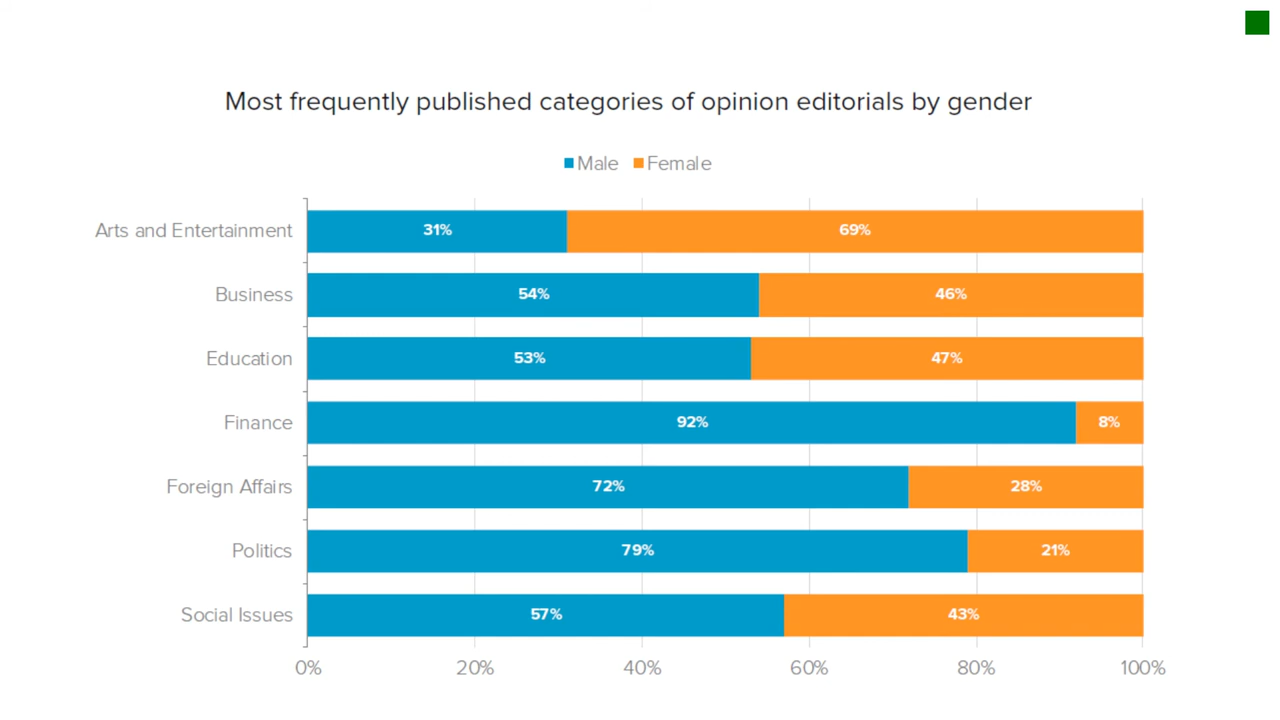 Most frequently published categories of opinion editorials by gender
Male Female
Arts and Entertainment 31% 69%
Business 54% 46%
Education 53% 47%
Finance 92% 8%
Foreign Affairs 72% 28%
Politics 79% 21%
Social Issues 57% 43%
0% 20% 40% 60% 80% 100%